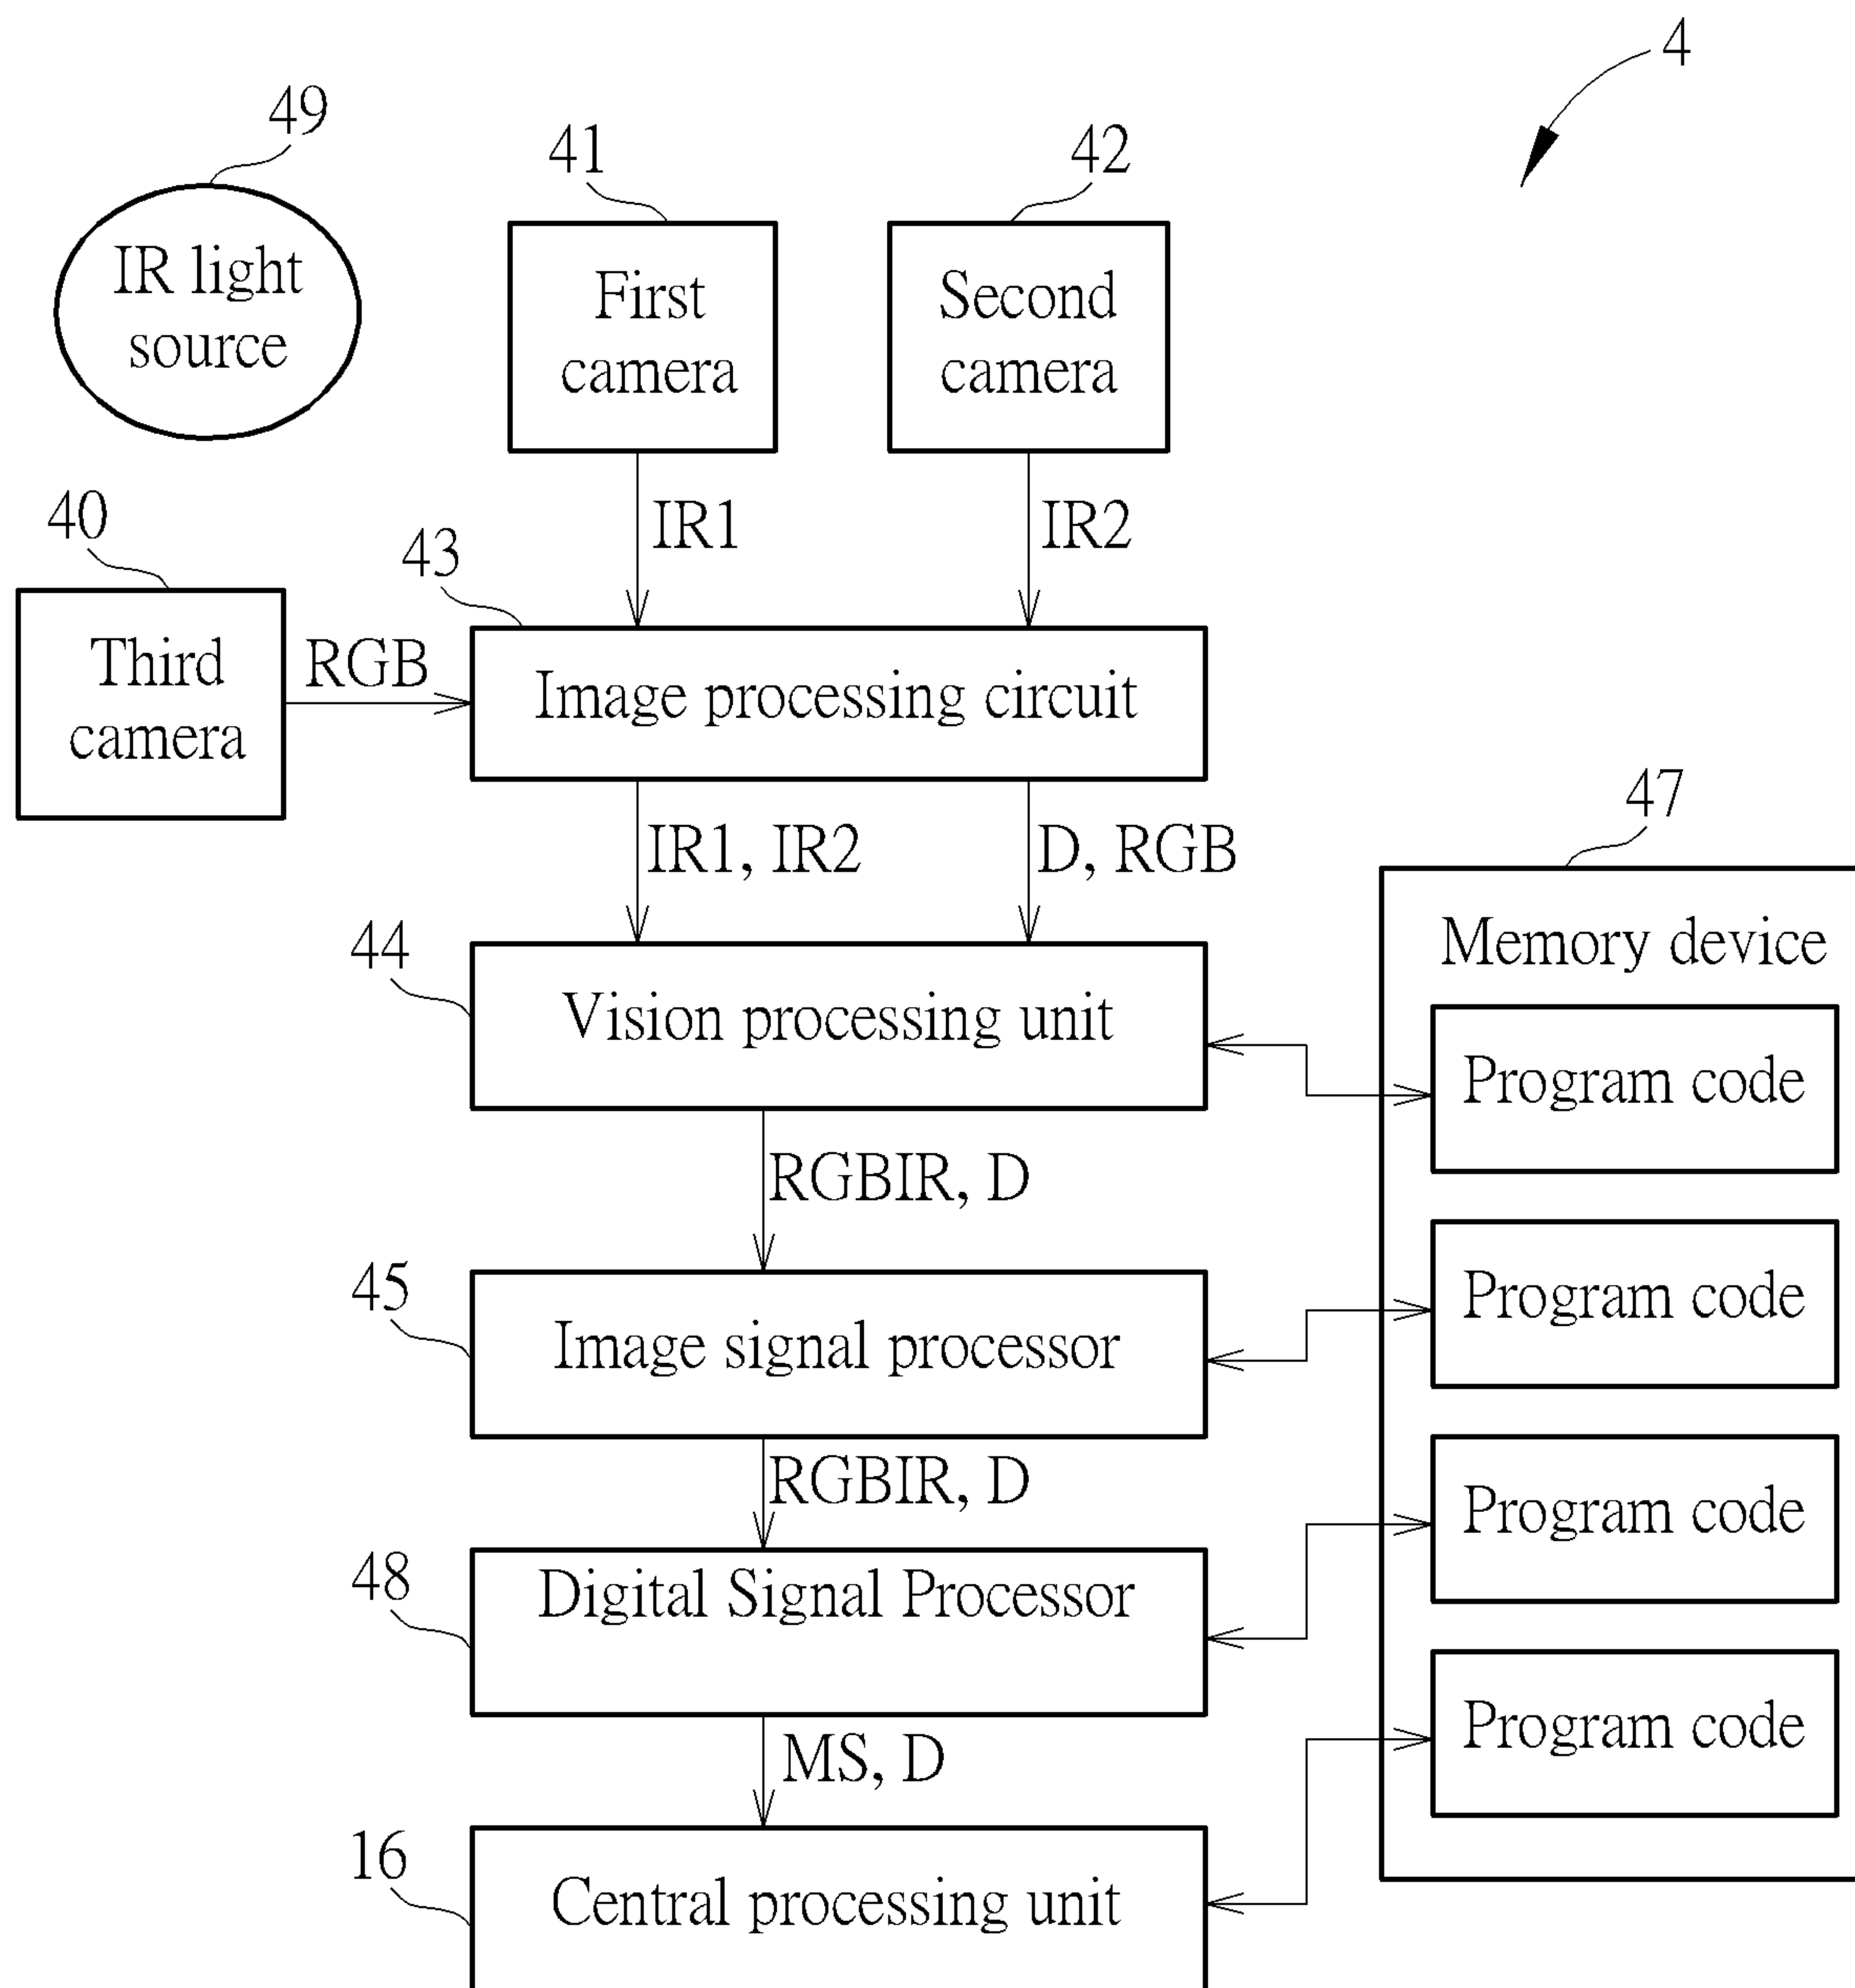 4
49
41
42
IR light
source
First
camera
Second
camera
40
43
IR1
IR2
Third
camera
RGB
Image processing circuit
47
IR1, IR2
D, RGB
44
Memory device
Vision processing unit
Program code
RGBIR, D
45
Program code
Image signal processor
RGBIR, D
48
Program code
Digital Signal Processor
Program code
MS, D
16
Central processing unit